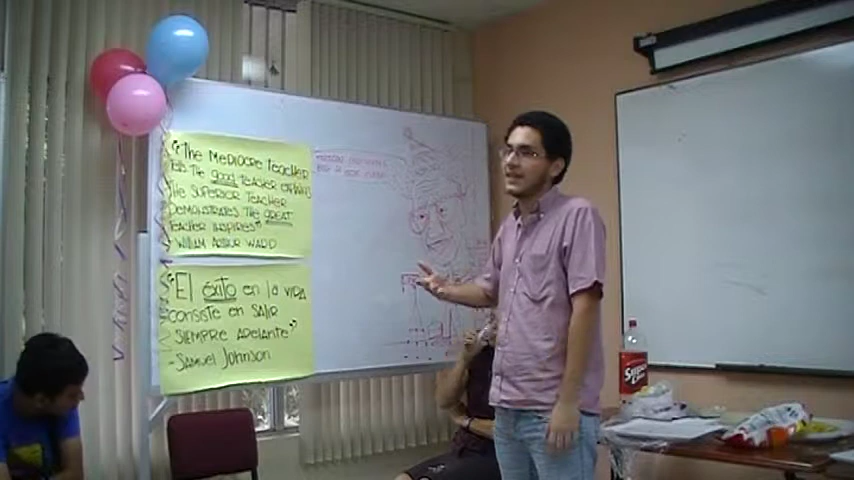 "The Mediocre Teacher
tells the good teacher explains
the superior teacher
Demonstrates the great
teacher inspires"
William Arthur Ward
"El éxito en la vida
consiste en salir
siempre adelante"
- Samuel Johnson